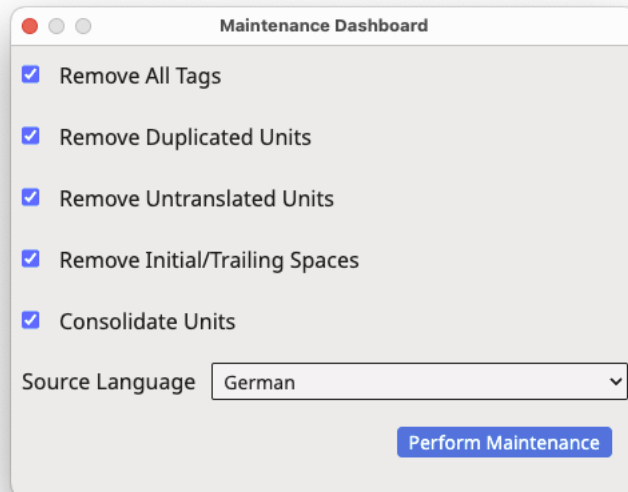 Maintenance Dashboard
Remove All Tags
Remove Duplicated Units
Remove Untranslated Units
Remove Initial/Trailing Spaces
Consolidate Units
Source Language German
Perform Maintenance